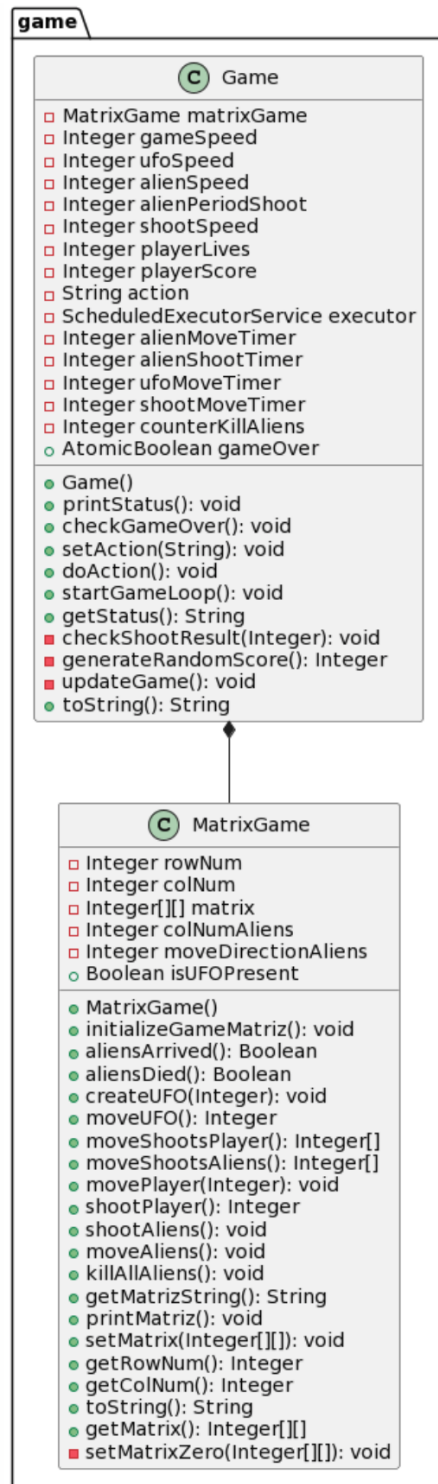 game
C Game
MatrixGame matrixGame
Integer gameSpeed
Integer ufoSpeed
Integer alienSpeed
Integer alienPeriodShoot
Integer shootSpeed
Integer playerLives
Integer playerScore
String action
ScheduledExecutorService executor
Integer alienMoveTimer
Integer alienShootTimer
Integer ufoMoveTimer
Integer shootMoveTimer
Integer counterKillAliens
AtomicBoolean gameOver
Game()
printStatus(): void
checkGameOver(): void
setAction(String): void
doAction(): void
startGameLoop(): void
getStatus(): String
checkShootResult(Integer): void
generateRandomScore(): Integer
updateGame(): void
toString(): String
C MatrixGame
Integer rowNum
Integer colNum
Integer[][] matrix
Integer colNumAliens
Integer moveDirectionAliens
Boolean isUFOPresent
MatrixGame()
initializeGameMatriz(): void
aliensArrived(): Boolean
aliensDied(): Boolean
createUFO(Integer): void
moveUFO(): Integer
moveShootsPlayer(): Integer[]
moveShootsAliens(): Integer[]
movePlayer(Integer): void
shootPlayer(): Integer
shootAliens(): void
moveAliens(): void
killAllAliens(): void
getMatrizString(): String
printMatriz(): void
setMatrix(Integer[][]): void
getRowNum(): Integer
getColNum(): Integer
toString(): String
getMatrix(): Integer[][]
setMatrixZero(Integer[][]): void